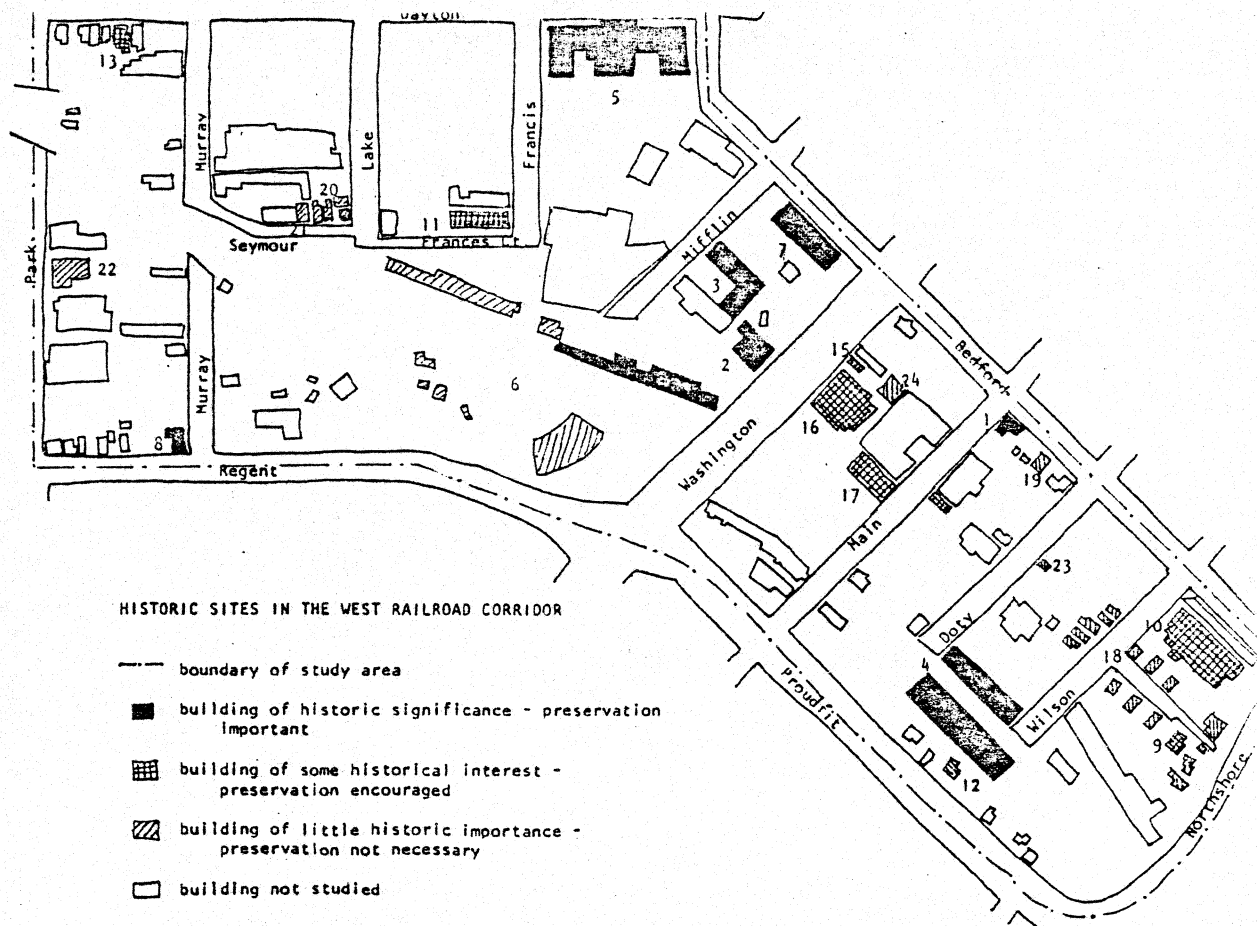 Dayton
13
5
Murray
Lake
Francis
20
11
21
Seymour
Frances Ct
Mifflin
Park
22
7
3
2
Murray
6
15
24
Bedford
16
1
8
Regent
Washington
17
19
Main
23
HISTORIC SITES IN THE WEST RAILROAD CORRIDOR
boundary of study area
building of historic significance - preservation
important
building of some historical interest -
preservation encouraged
building of little historic importance -
preservation not necessary
building not studied
Doty
10
4
18
Proudfit
Wilson
9
12
Northshore